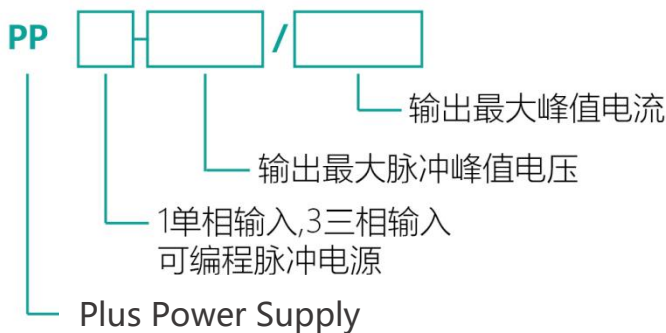 PP - /
输出最大峰值电流
输出最大脉冲峰值电压
1单相输入,3三相输入
可编程脉冲电源
Plus Power Supply